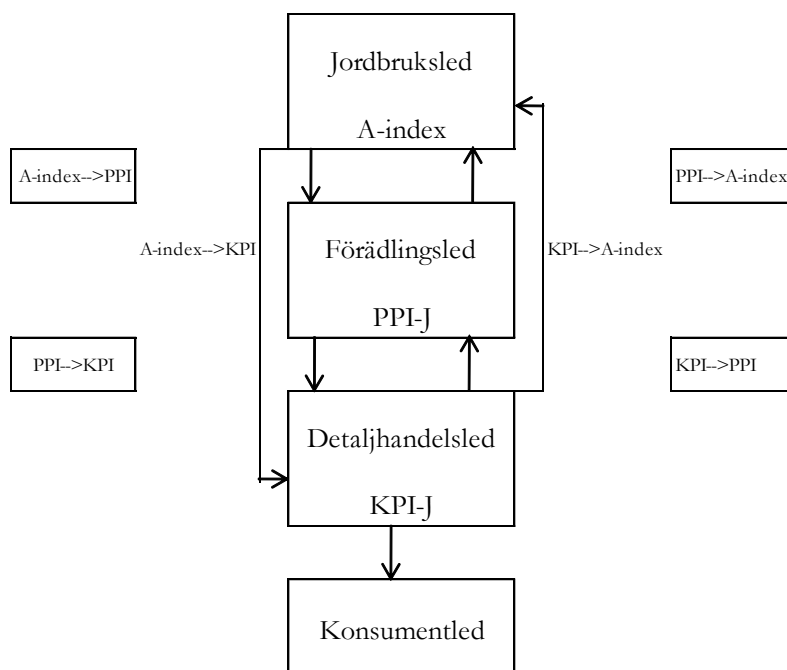 Jordbruksled
A-index
A-index-->PPI
PPI-->A-index
A-index-->KPI
Förädlingsled
KPI-->A-index
PPI-J
PPI-->KPI
KPI-->PPI
Detaljhandelsled
KPI-J
Konsumentled